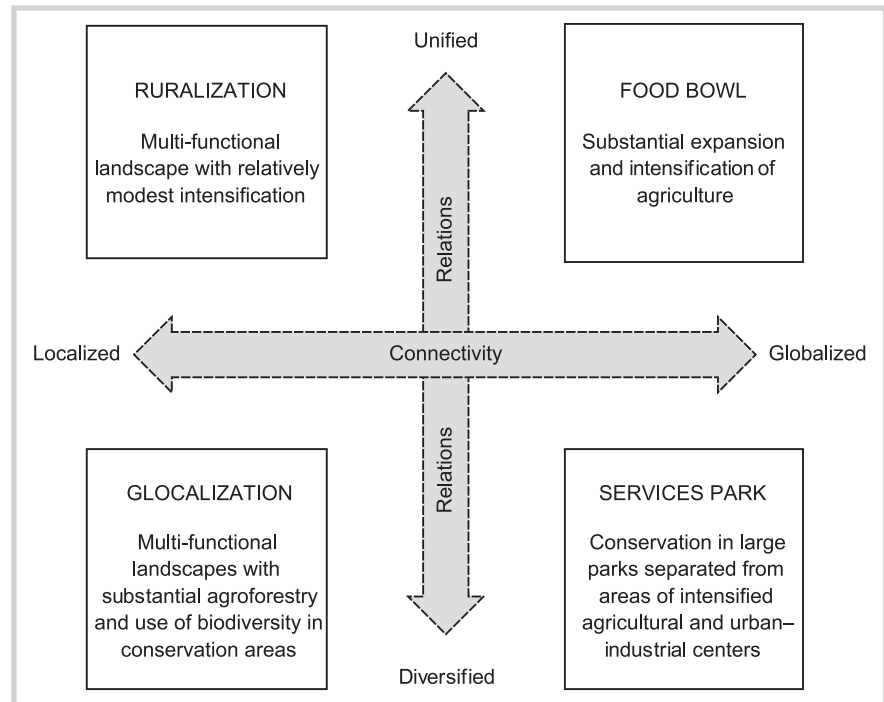 Unified
RURALIZATION
Multi-functional
landscape with relatively
modest intensification
FOOD BOWL
Substantial expansion
and intensification of
agriculture
Relations
Localized
Connectivity
Globalized
Relations
GLOCALIZATION
Multi-functional
landscapes with
substantial agroforestry
and use of biodiversity in
conservation areas
SERVICES PARK
Conservation in large
parks separated from
areas of intensified
agricultural and urban–
industrial centers
Diversified